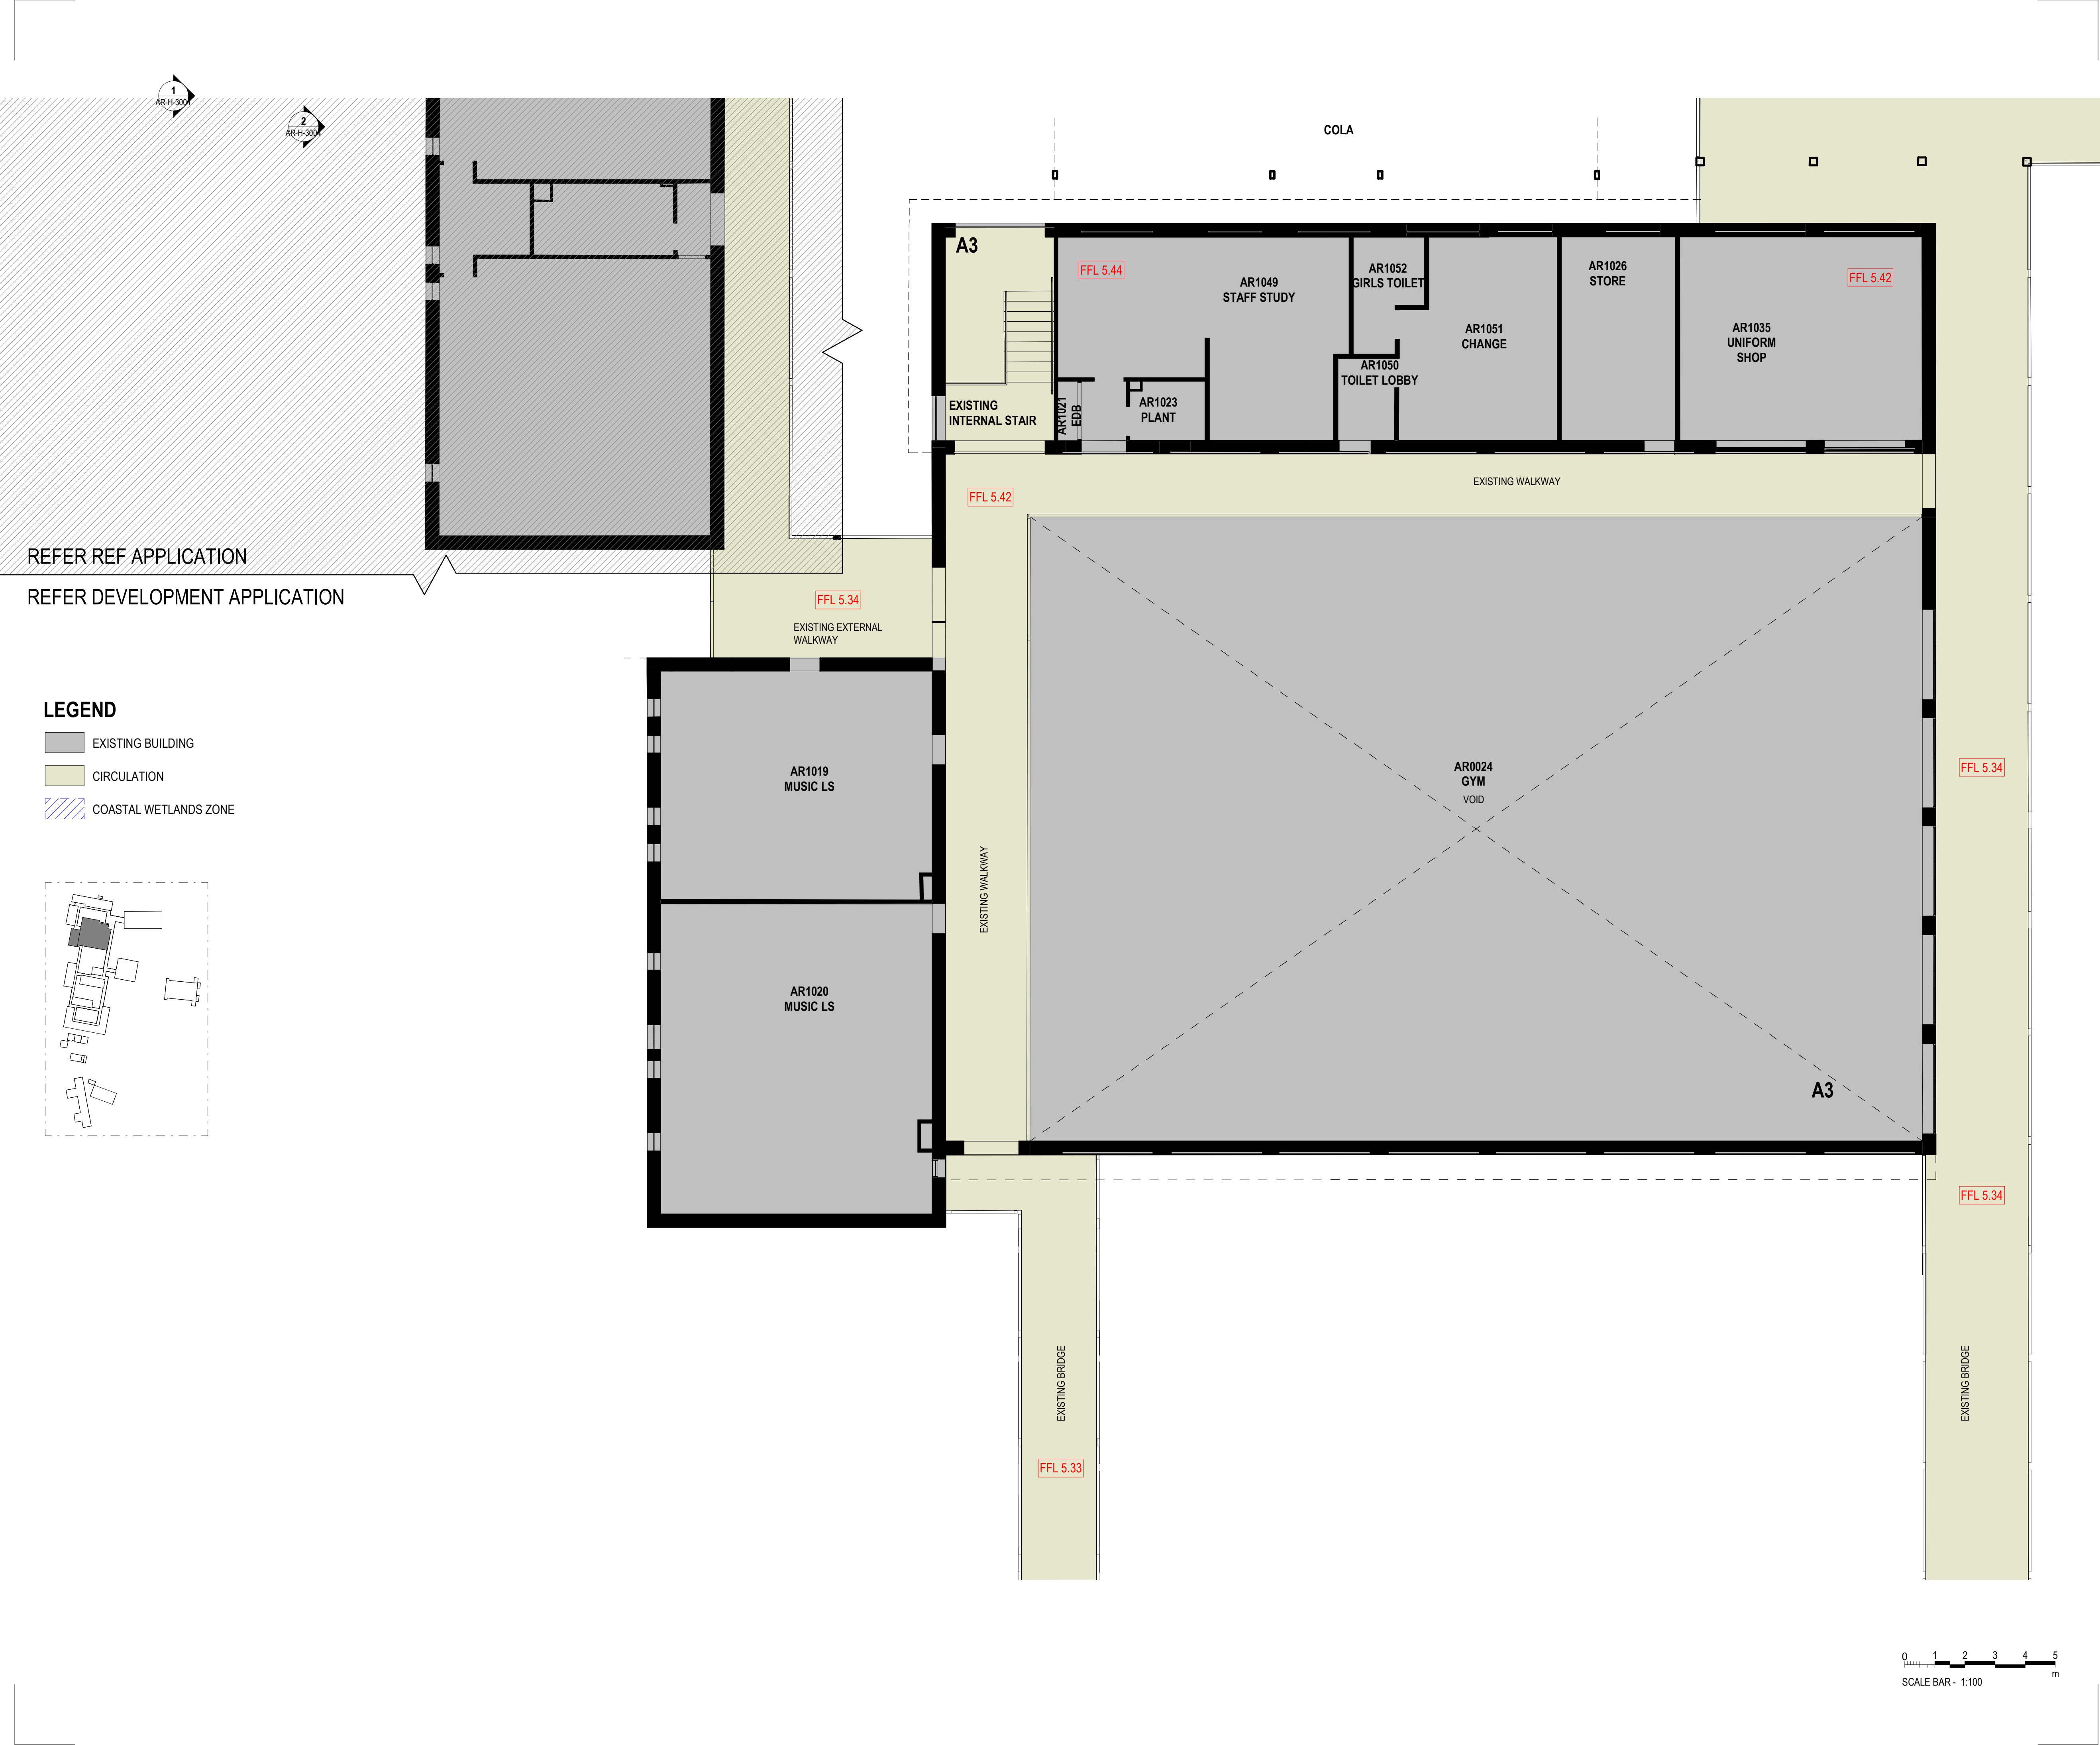 1
AR-H-3001
2
AR-H-3004
COLA
A3
FFL 5.44
AR1049
STAFF STUDY
AR1052
GIRLS TOILET
AR1026
STORE
FFL 5.42
AR1051
CHANGE
AR1035
UNIFORM
SHOP
AR1050
TOILET LOBBY
EXISTING
INTERNAL STAIR
AR1021
EDB
AR1023
PLANT
EXISTING WALKWAY
FFL 5.42
REFER REF APPLICATION
REFER DEVELOPMENT APPLICATION
FFL 5.34
EXISTING EXTERNAL
WALKWAY
LEGEND
EXISTING BUILDING
CIRCULATION
COASTAL WETLANDS ZONE
AR1019
MUSIC LS
AR0024
GYM
VOID
FFL 5.34
EXISTING WALKWAY
AR1020
MUSIC LS
A3
FFL 5.34
EXISTING BRIDGE
EXISTING BRIDGE
FFL 5.33
0 1 2 3 4 5
m
SCALE BAR - 1:100